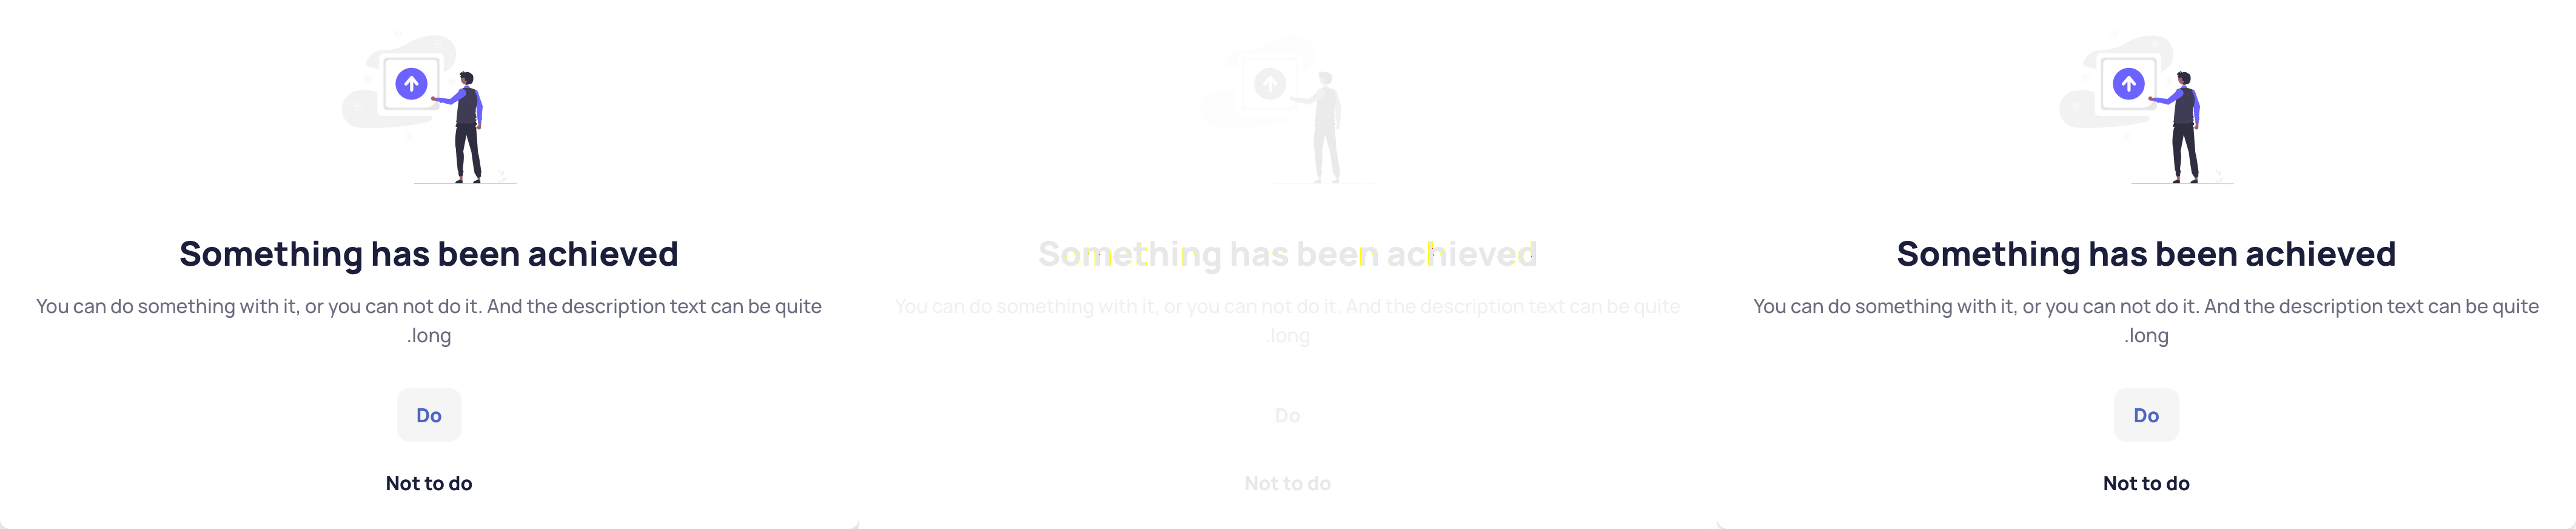 Something has been achieved
You can do something with it, or you can not do it. And the description text can be quite
.long
Do
Not to do
Something has been achieved
You can do something with it, or you can not do it. And the description text can be quite
.long
Do
Not to do
Something has been achieved
You can do something with it, or you can not do it. And the description text can be quite
.long
Do
Not to do